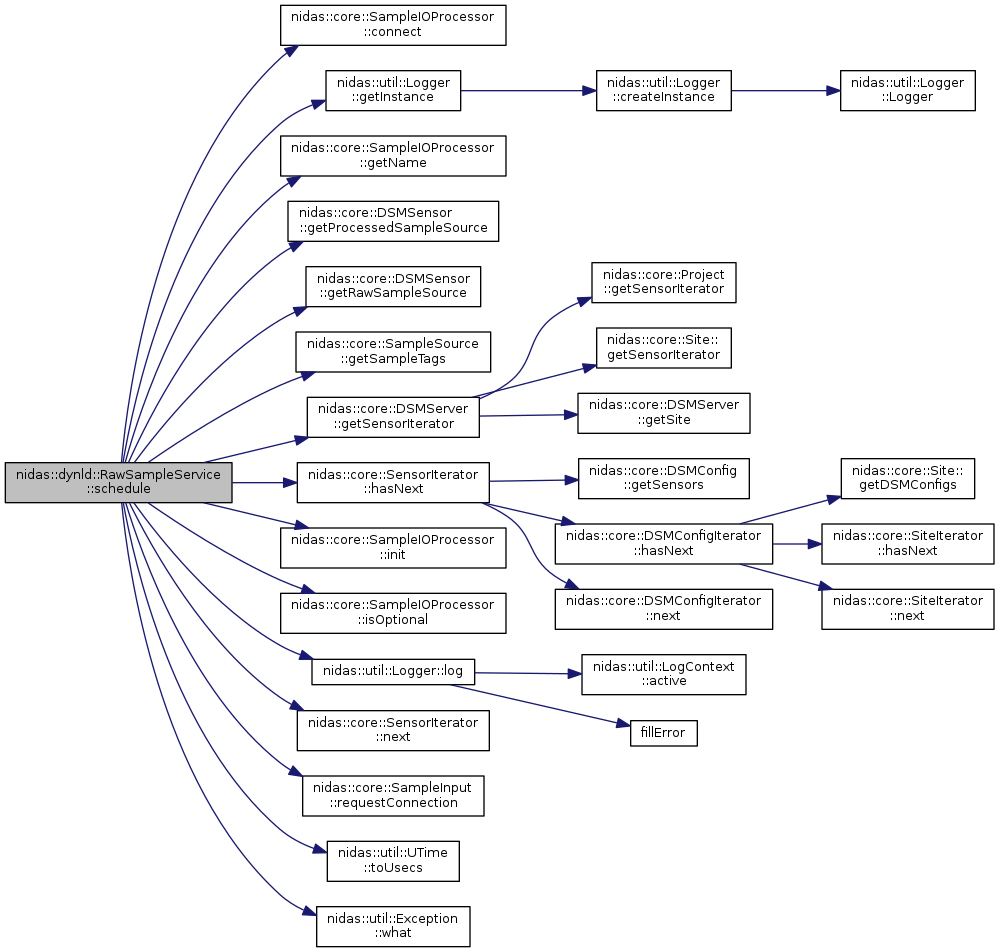 nidas::core::SampleIOProcessor
::connect
nidas::util::Logger
::getInstance
nidas::util::Logger
::createInstance
nidas::util::Logger
::Logger
nidas::core::SampleIOProcessor
::getName
nidas::core::DSMSensor
::getProcessedSampleSource
nidas::core::DSMSensor
::getRawSampleSource
nidas::core::Project
::getSensorIterator
nidas::core::SampleSource
::getSampleTags
nidas::core::Site::
getSensorIterator
nidas::core::DSMServer
::getSensorIterator
nidas::core::DSMServer
::getSite
nidas::dynld::RawSampleService
::schedule
nidas::core::SensorIterator
::hasNext
nidas::core::DSMConfig
::getSensors
nidas::core::Site::
getDSMConfigs
nidas::core::SampleIOProcessor
::init
nidas::core::DSMConfigIterator
::hasNext
nidas::core::SiteIterator
::hasNext
nidas::core::SampleIOProcessor
::isOptional
nidas::core::DSMConfigIterator
::next
nidas::core::SiteIterator
::next
nidas::util::Logger::log
nidas::util::LogContext
::active
nidas::core::SensorIterator
::next
fillError
nidas::core::SampleInput
::requestConnection
nidas::util::UTime
::toUsecs
nidas::util::Exception
::what